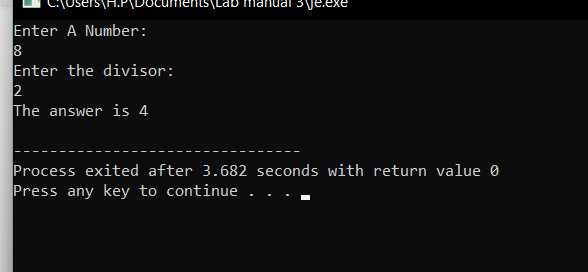 C:\Users\H.P\Documents\Lab manual 3\je.exe
Enter A Number:
8
Enter the divisor:
2
The answer is 4
--------------------------------
Process exited after 3.682 seconds with return value 0
Press any key to continue . . .